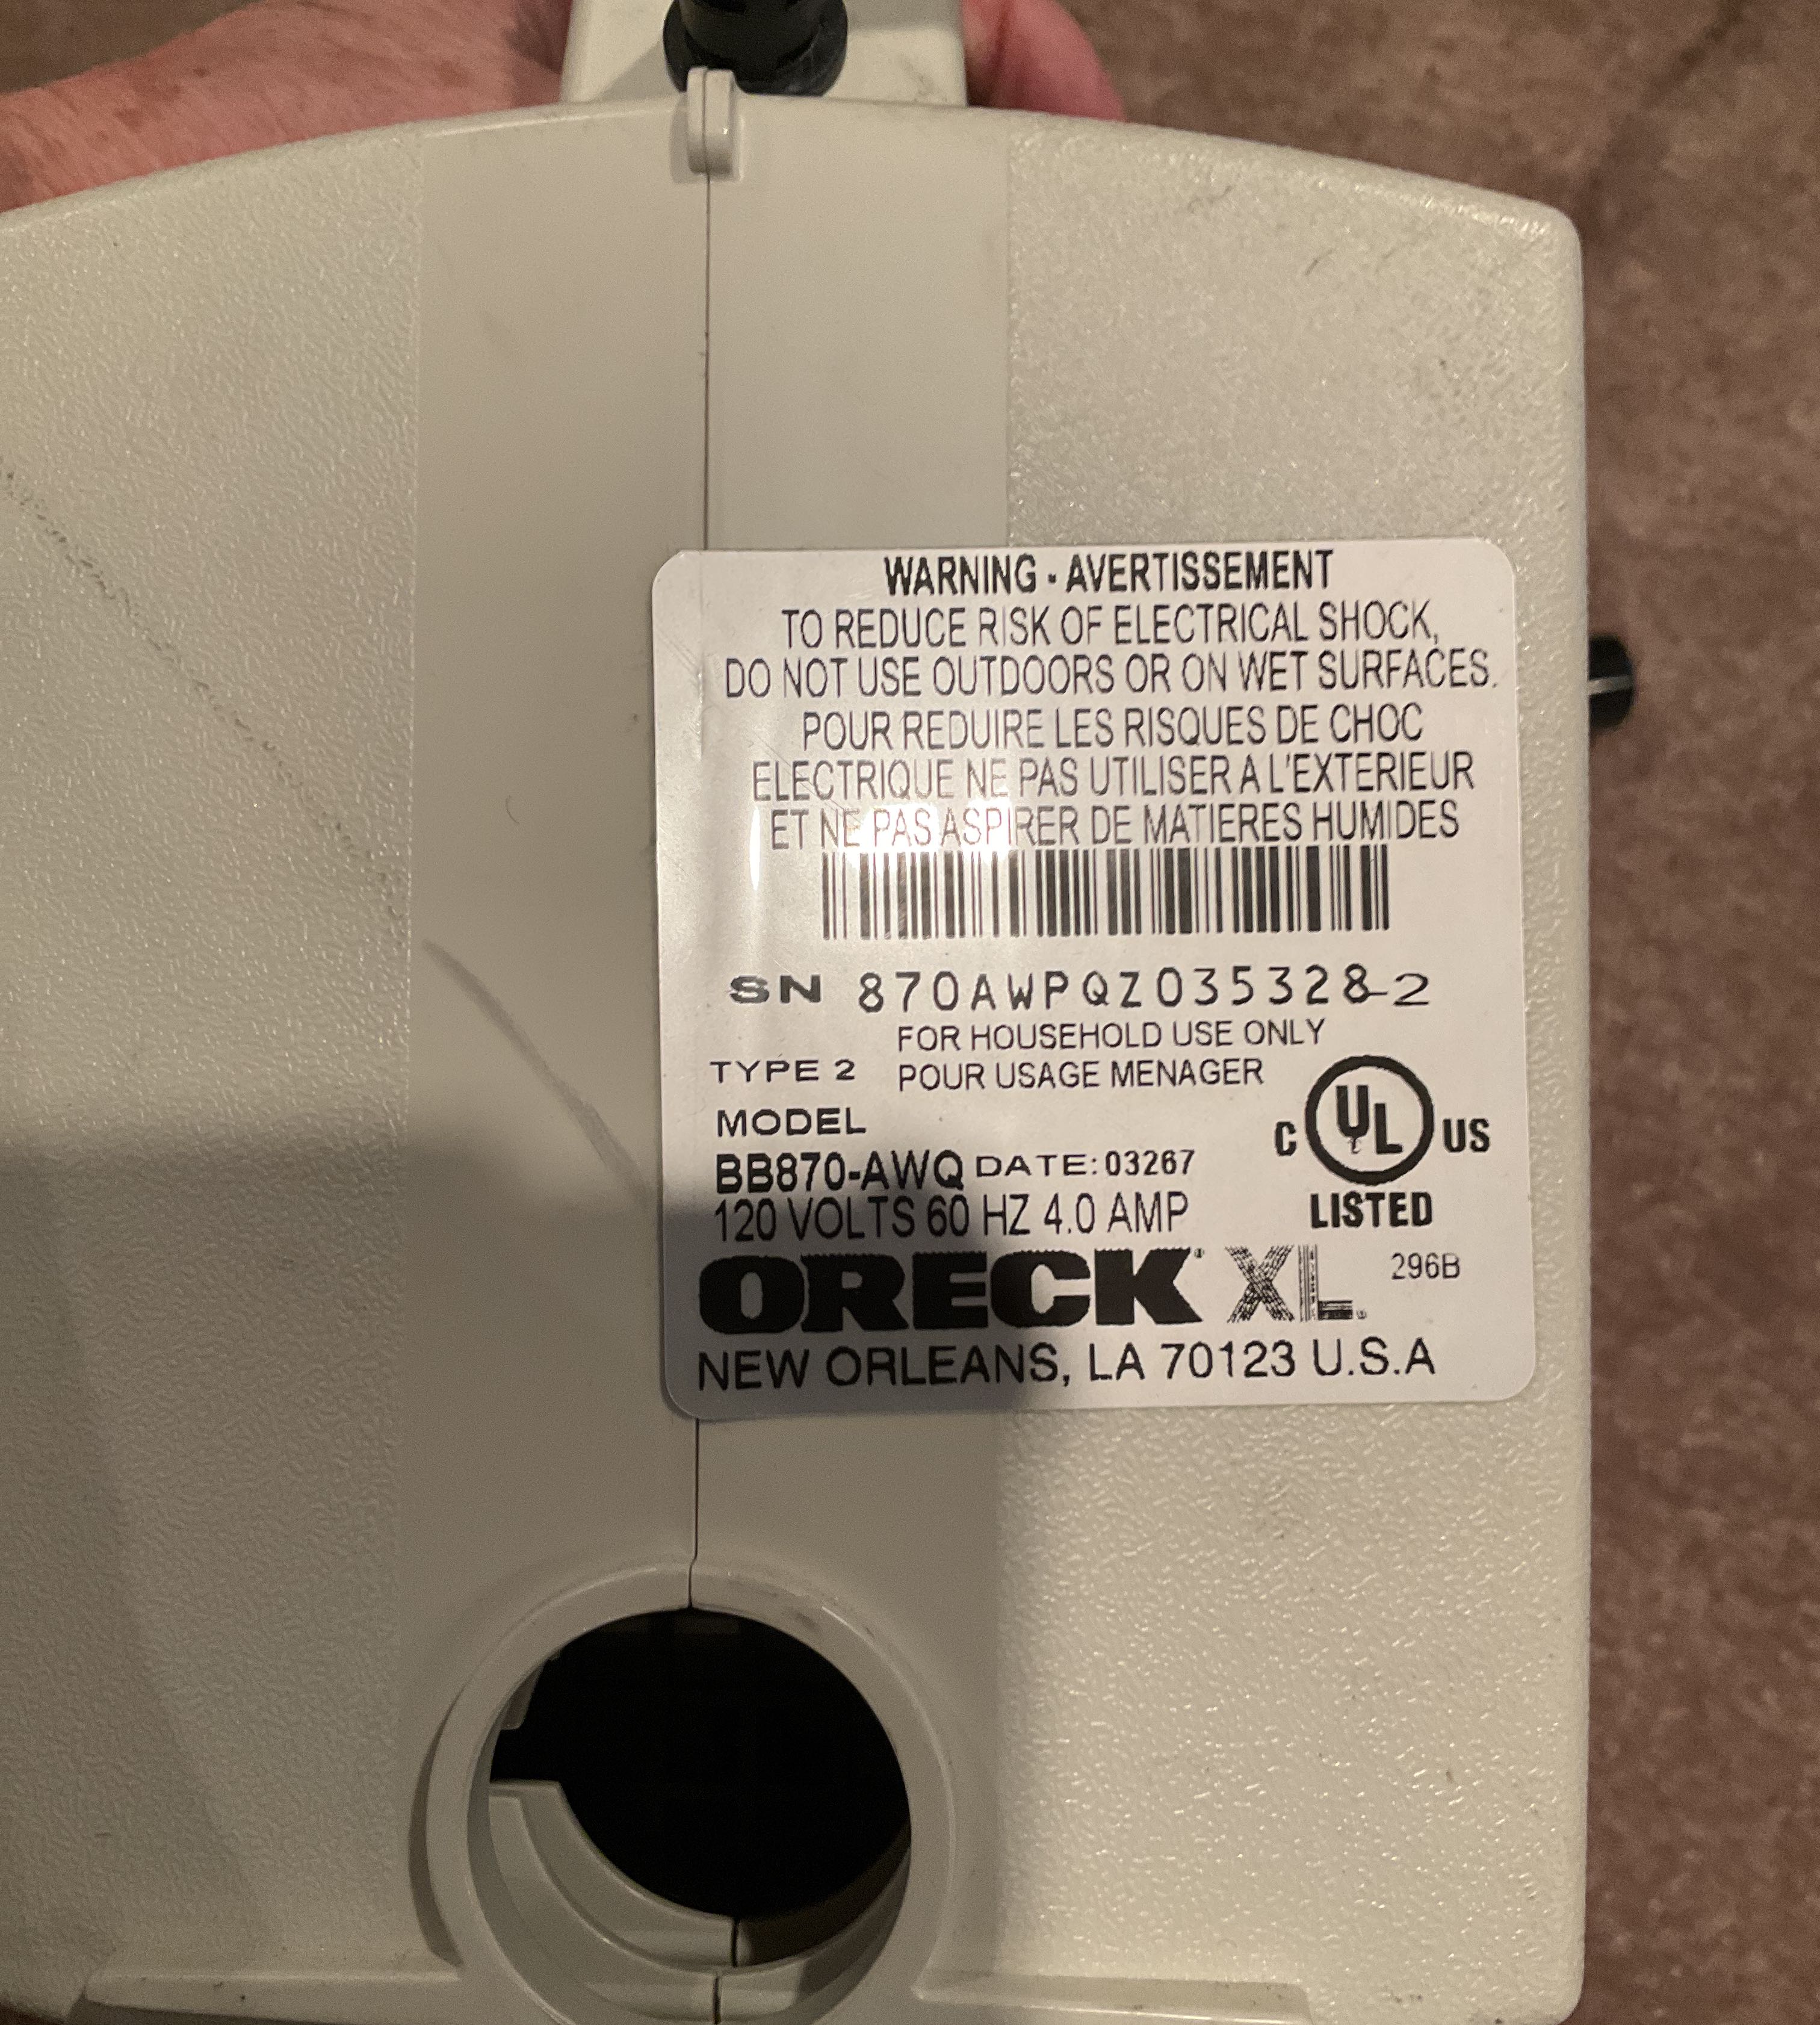 WARNING - AVERTISSEMENT
TO REDUCE RISK OF ELECTRICAL SHOCK,
DO NOT USE OUTDOORS OR ON WET SURFACES.
POUR REDUIRE LES RISQUES DE CHOC
ELECTRIQUE NE PAS UTILISER A L'EXTERIEUR
ET NE PAS ASPIRER DE MATIERES HUMIDES
SN 870AWPQZ035328-2
FOR HOUSEHOLD USE ONLY
TYPE 2 POUR USAGE MENAGER
MODEL
C UL US
BB870-AWQ DATE:03267
120 VOLTS 60 HZ 4.0 AMP
LISTED
ORECK® XL® 296B
NEW ORLEANS, LA 70123 U.S.A